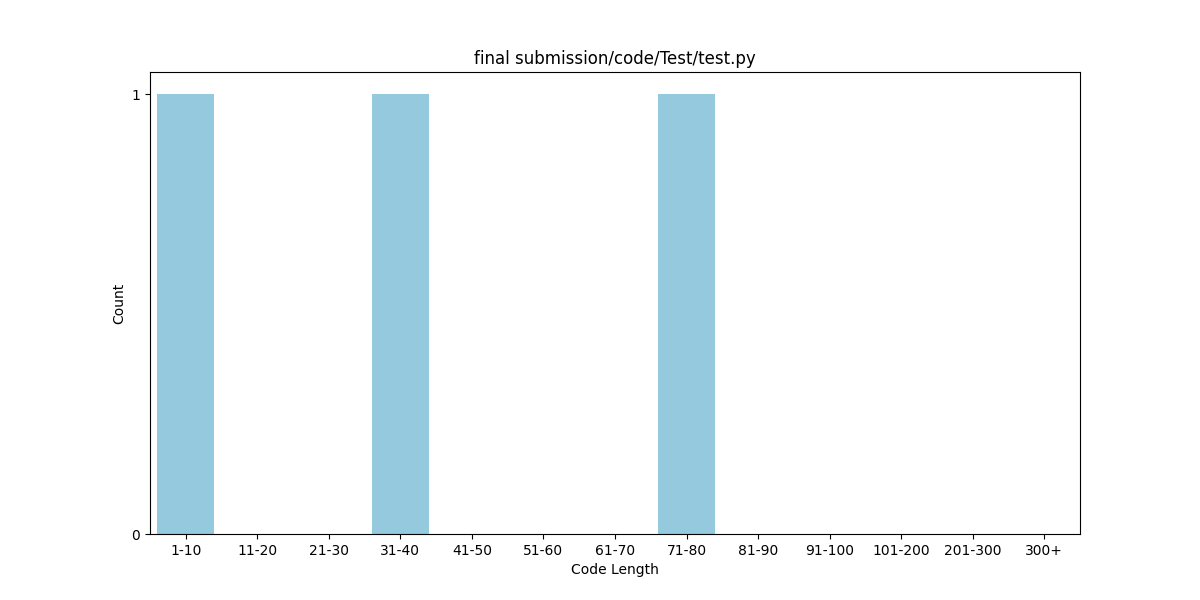 final submission/code/Test/test.py
Count
1
0
1-10 11-20 21-30 31-40 41-50 51-60 61-70 71-80 81-90 91-100 101-200 201-300 300+
Code Length